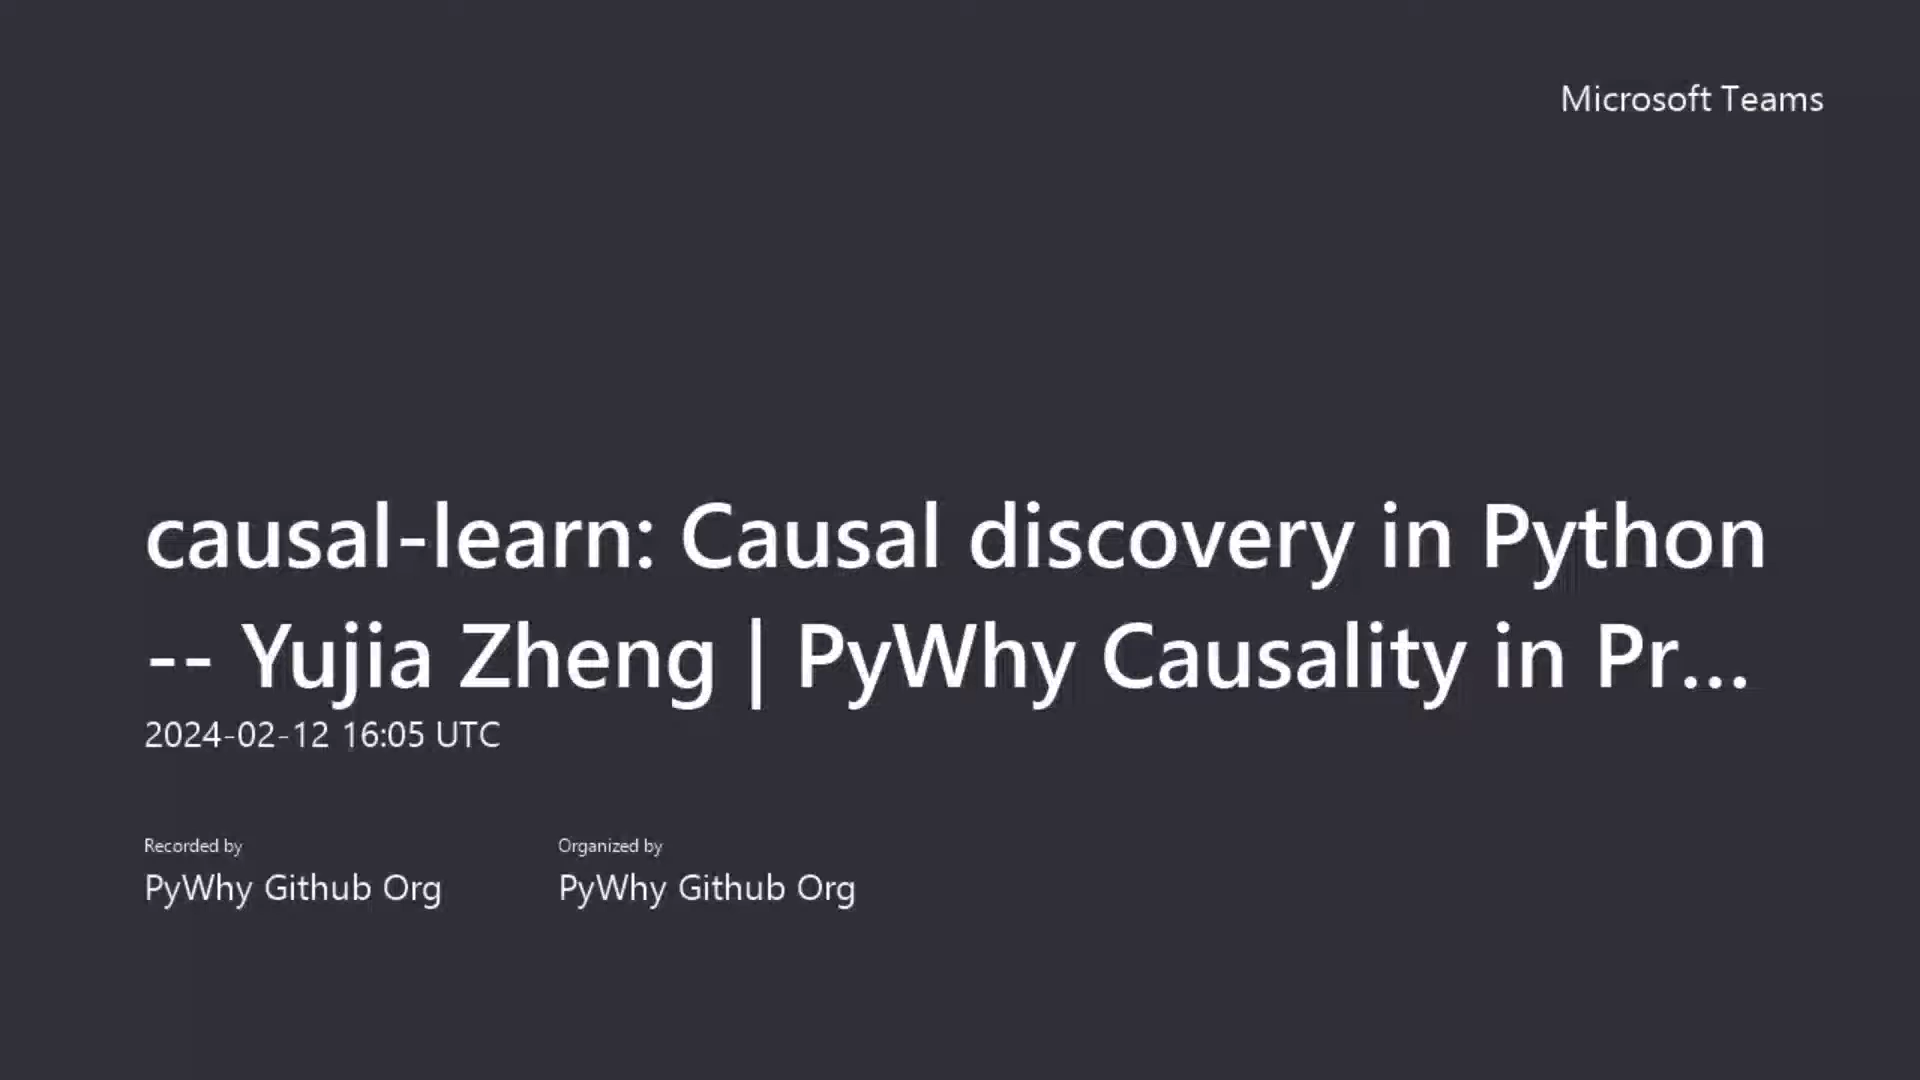 Microsoft Teams
causal-learn: Causal discovery in Python
-- Yujia Zheng | PyWhy Causality in Pr...
2024-02-12 16:05 UTC
Recorded by
PyWhy Github Org
Organized by
PyWhy Github Org